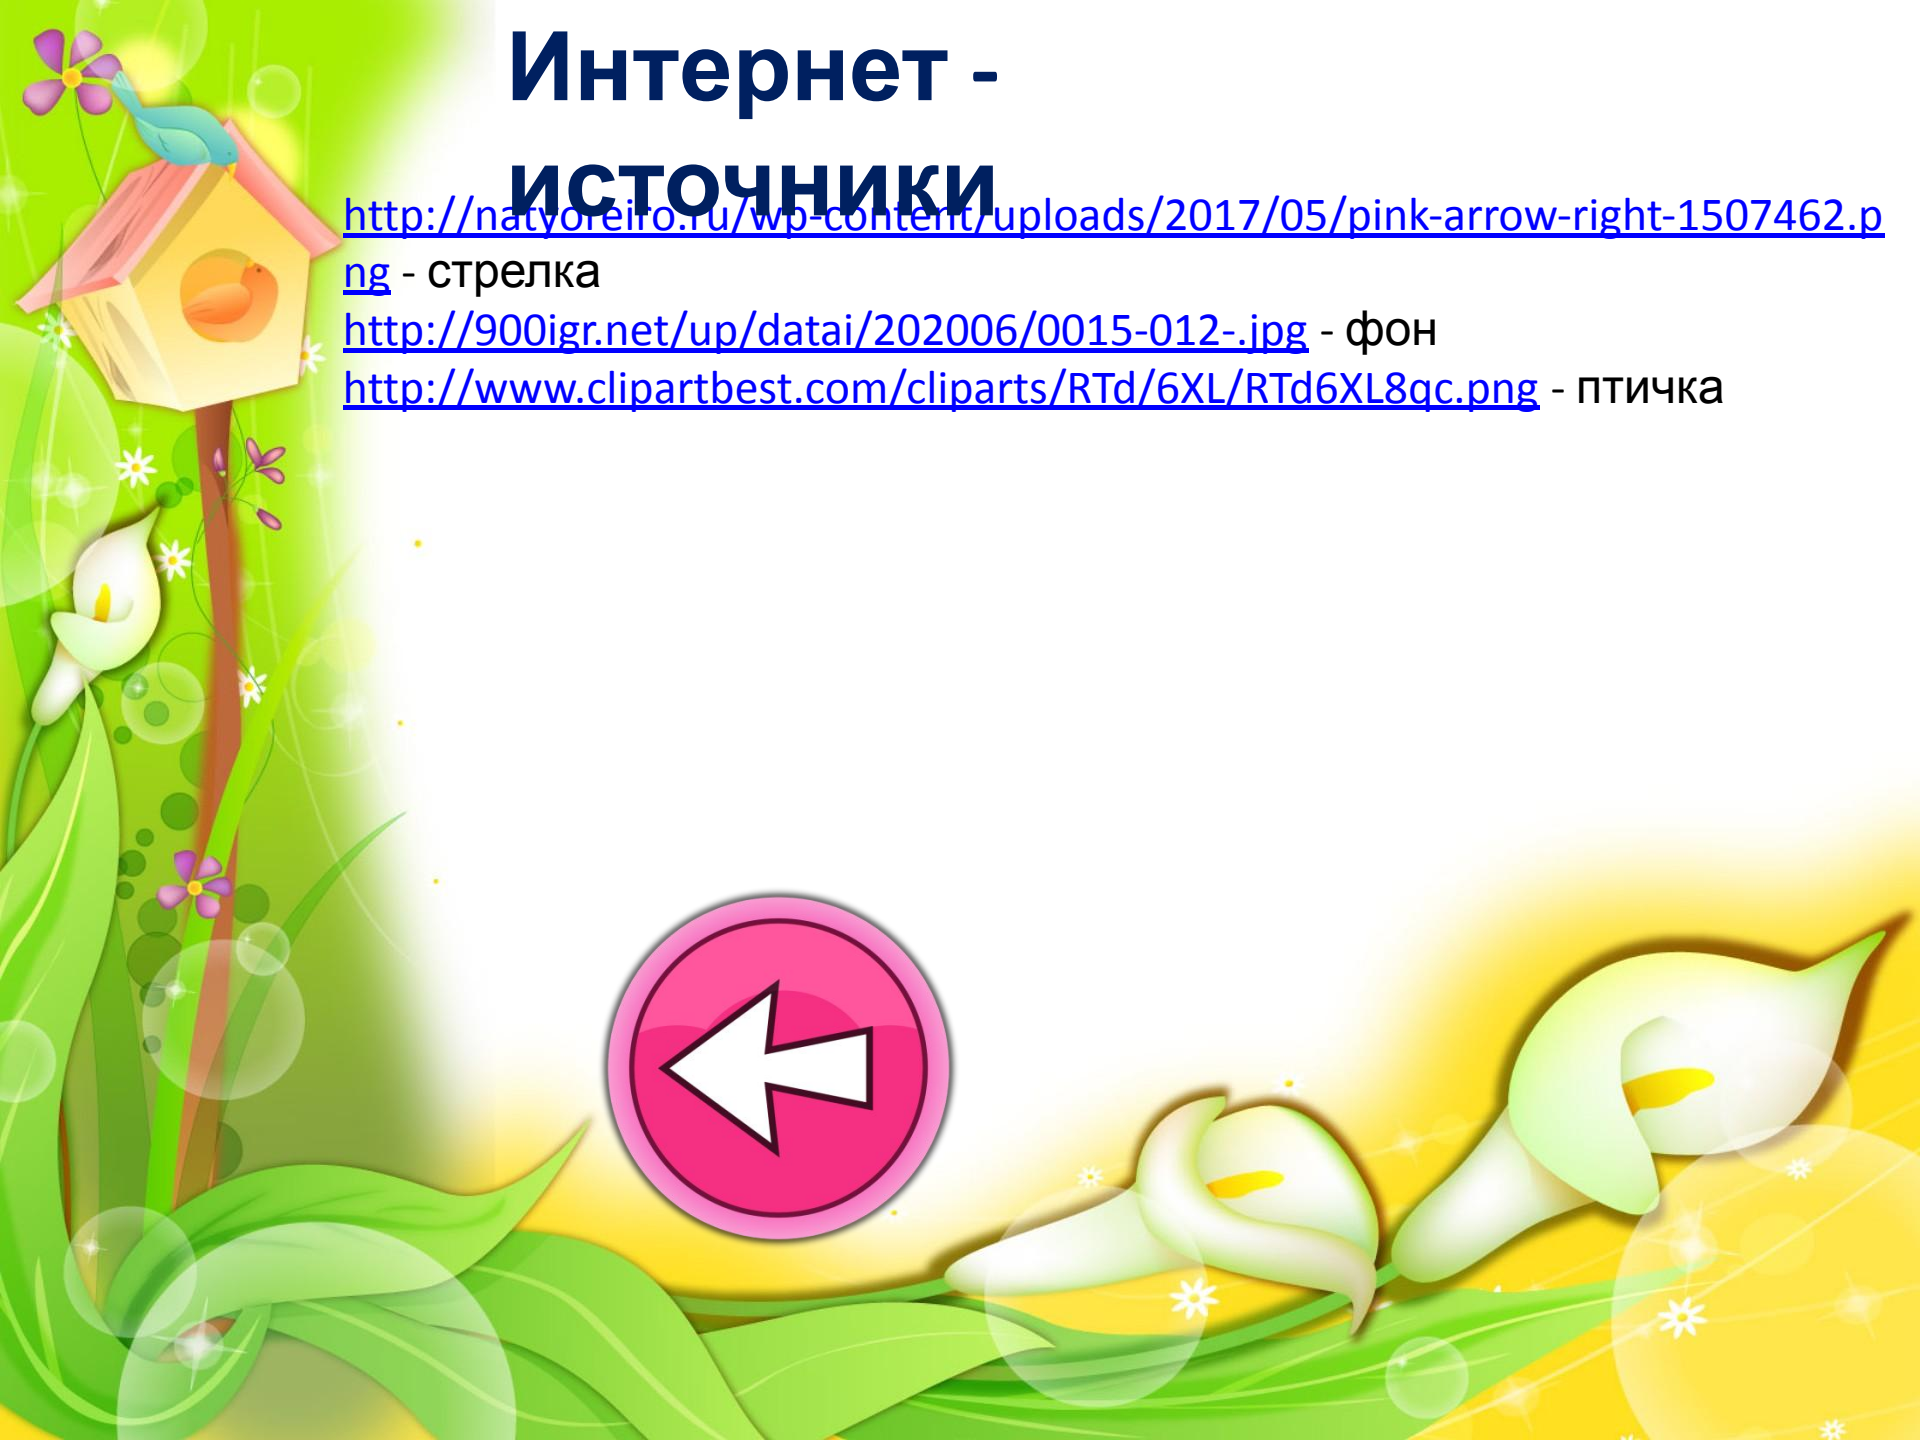 Интернет -
источники
http://natyoreiro.ru/wp-content/uploads/2017/05/pink-arrow-right-1507462.p
ng - стрелка
http://900igr.net/up/datai/202006/0015-012-.jpg - фон
http://www.clipartbest.com/cliparts/RTd/6XL/RTd6XL8qc.png - птичка